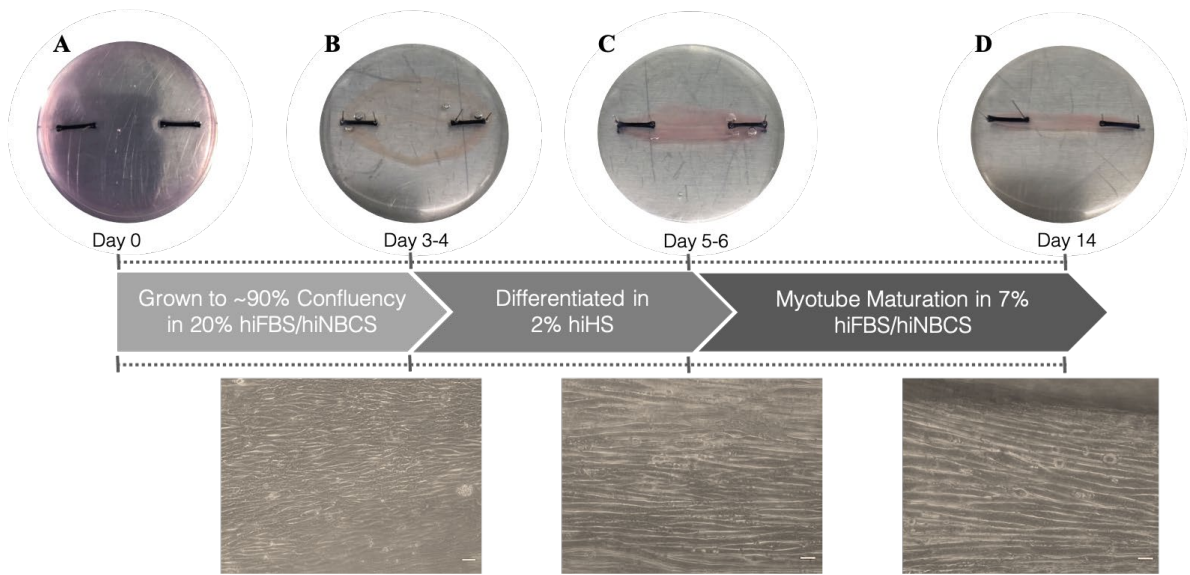 A
B
C
D
Day 0
Day 3-4
Day 5-6
Day 14
Grown to ~90% Confluency
in 20% hiFBS/hiNBCS
Differentiated in
2% hiHS
Myotube Maturation in 7%
hiFBS/hiNBCS